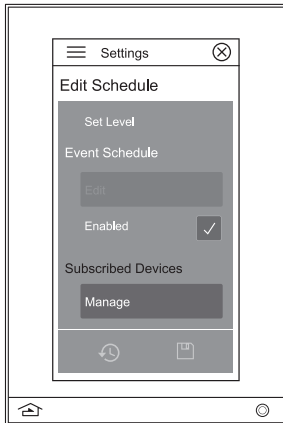 Settings
Edit Schedule
Set Level
Event Schedule
Edit
Enabled
Subscribed Devices
Manage